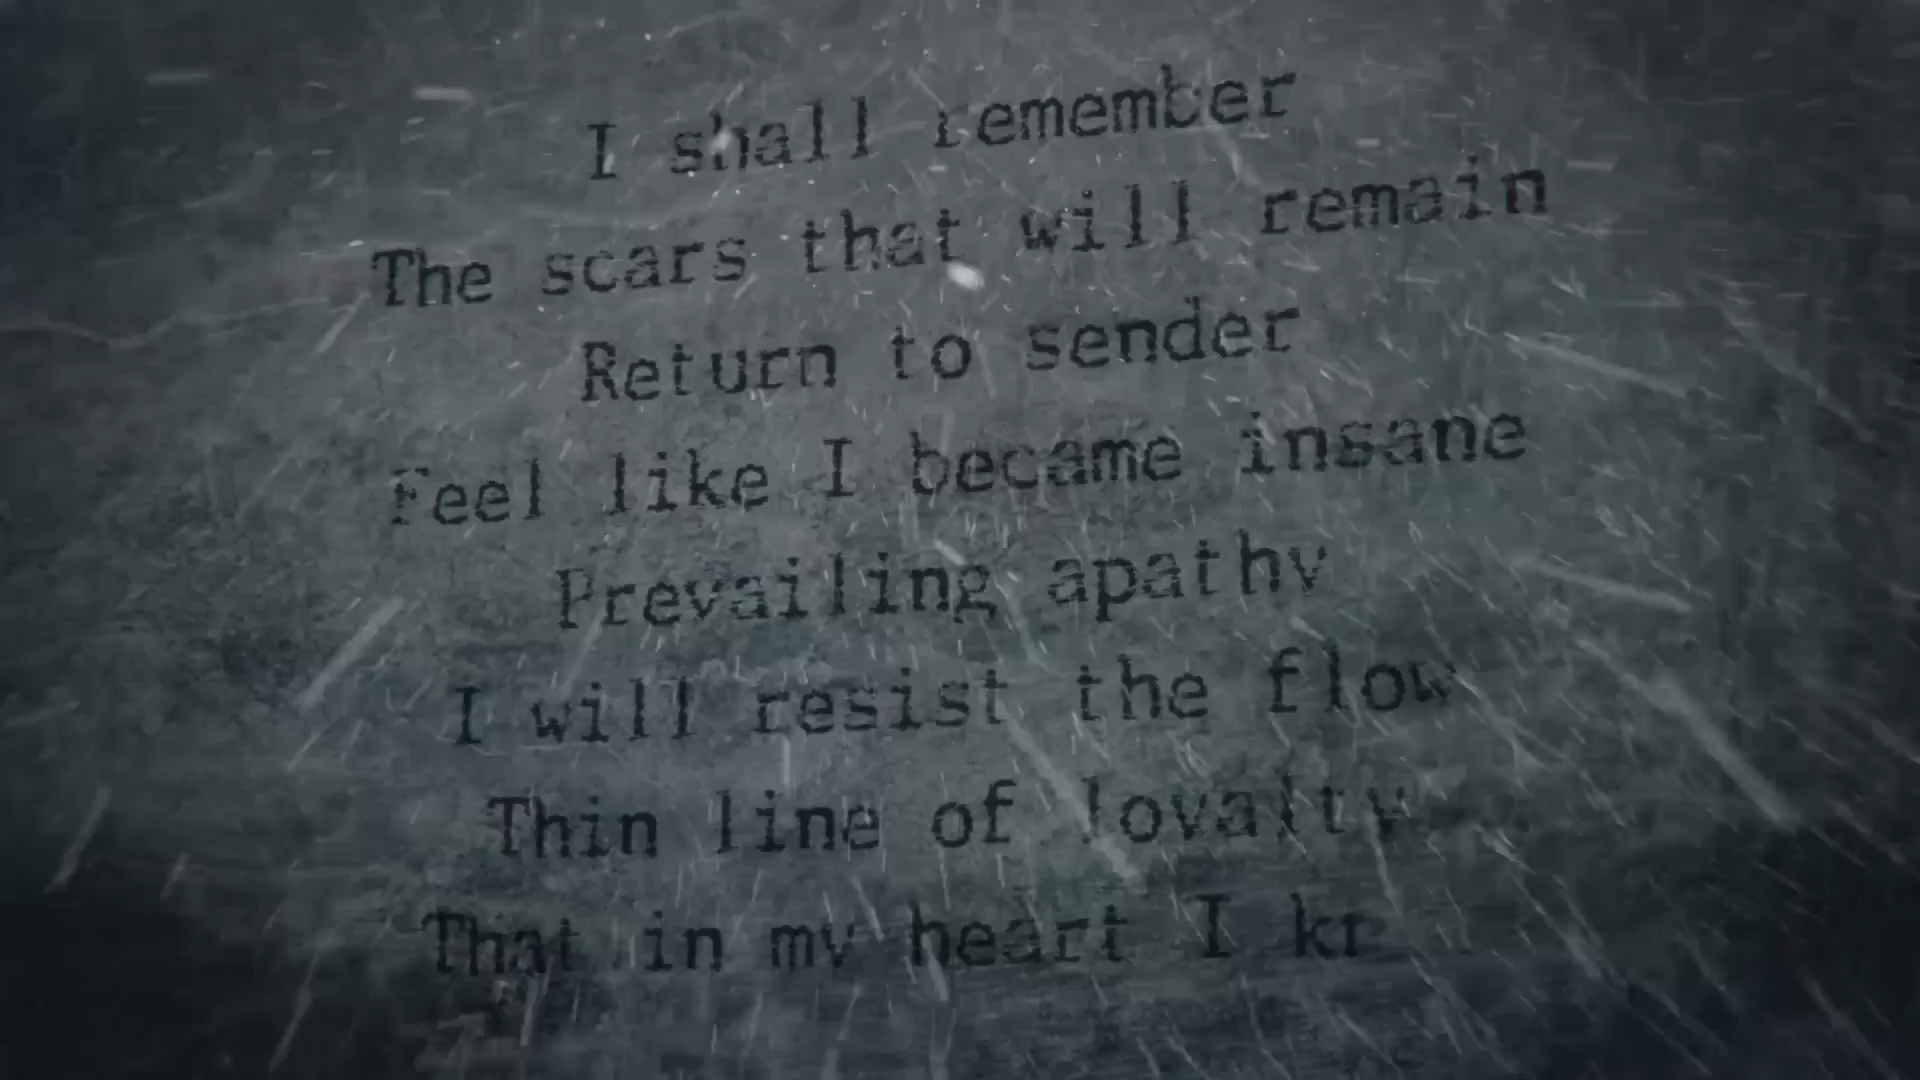 I shall remember
The scars that will remain
Return to sender
Feel like I became insane
Prevailing apathy
I will resist the flow
Thin line of loyalty
That in my heart I